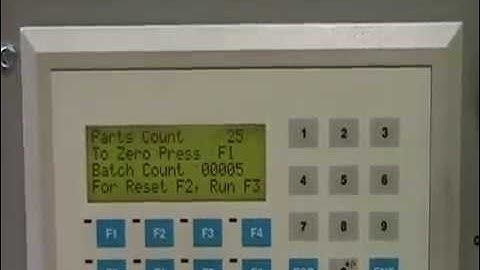 Parts Count 25
To Zero Press F1
Batch Count 00005
For Reset F2, Run F3
1 2 3
4 5 6
7 8 9
F1 F2 F3 F4